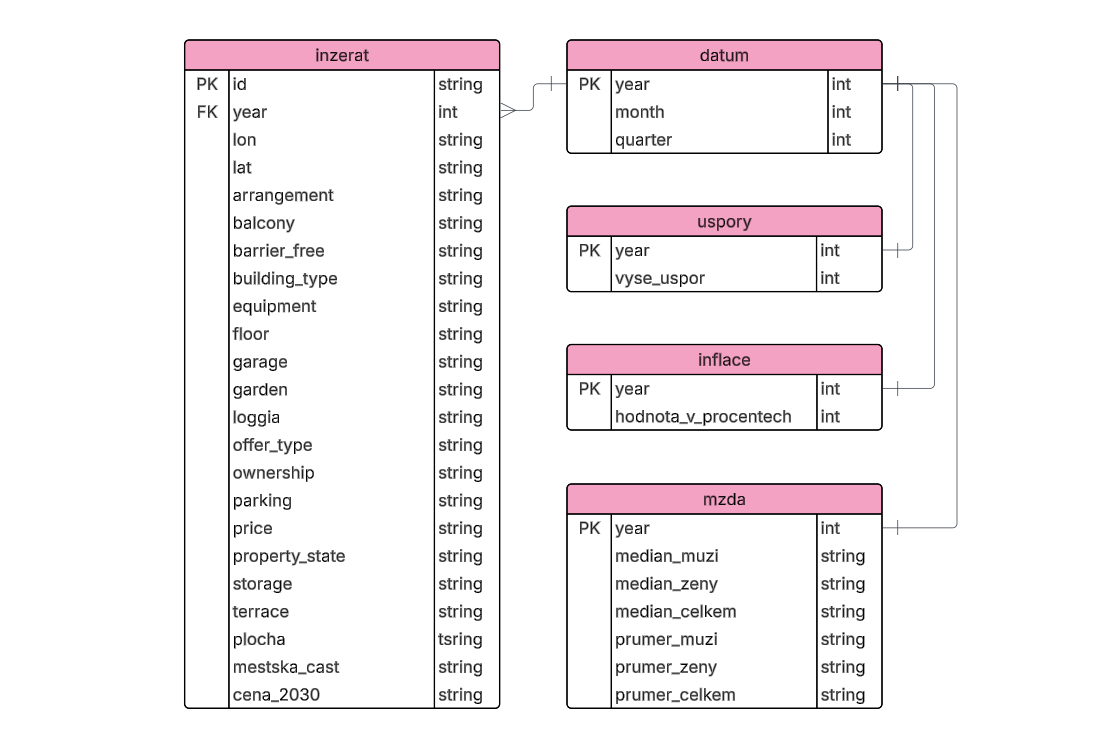 inzerat
PK id string
FK year int
lon string
lat string
arrangement string
balcony string
barrier_free string
building_type string
equipment string
floor string
garage string
garden string
loggia string
offer_type string
ownership string
parking string
price string
property_state string
storage string
terrace string
plocha tsring
mestska_cast string
cena_2030 string
datum
PK year int
month int
quarter int
uspory
PK year int
vyse_uspor int
inflace
PK year int
hodnota_v_procentech int
mzda
PK year int
median_muzi string
median_zeny string
median_celkem string
prumer_muzi string
prumer_zeny string
prumer_celkem string